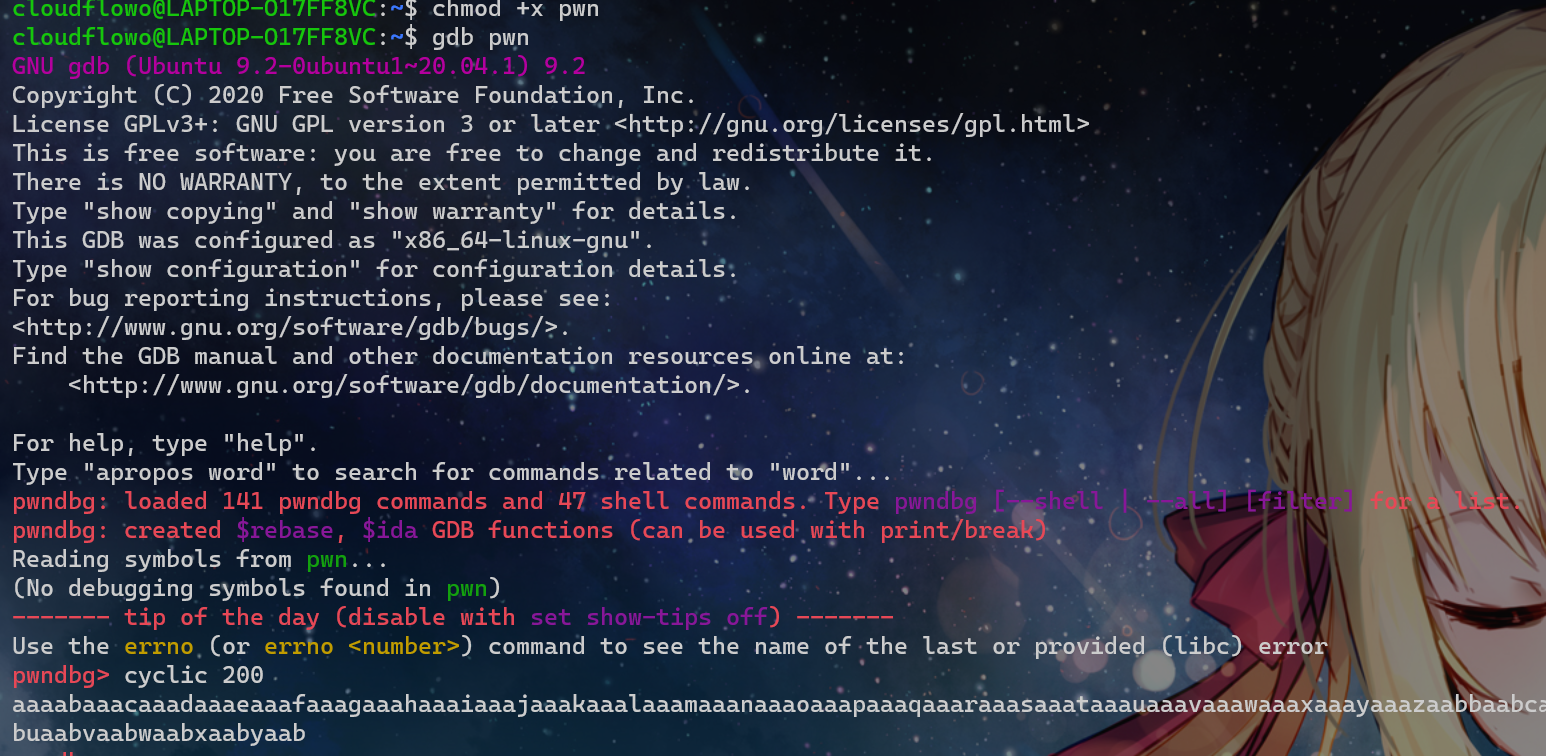 cloudflowo@LAPTOP-O17FF8VC:~$ chmod +x pwn
cloudflowo@LAPTOP-O17FF8VC:~$ gdb pwn
GNU gdb (Ubuntu 9.2-0ubuntu1~20.04.1) 9.2
Copyright (C) 2020 Free Software Foundation, Inc.
License GPLv3+: GNU GPL version 3 or later <http://gnu.org/licenses/gpl.html>
This is free software: you are free to change and redistribute it.
There is NO WARRANTY, to the extent permitted by law.
Type "show copying" and "show warranty" for details.
This GDB was configured as "x86_64-linux-gnu".
Type "show configuration" for configuration details.
For bug reporting instructions, please see:
<http://www.gnu.org/software/gdb/bugs/>.
Find the GDB manual and other documentation resources online at:
    <http://www.gnu.org/software/gdb/documentation/>.
For help, type "help".
Type "apropos word" to search for commands related to "word"...
pwndbg: loaded 141 pwndbg commands and 47 shell commands. Type pwndbg [--shell | --all] [filter] for a list.
pwndbg: created $rebase, $ida GDB functions (can be used with print/break)
Reading symbols from pwn...
(No debugging symbols found in pwn)
------- tip of the day (disable with set show-tips off) -------
Use the errno (or errno <number>) command to see the name of the last or provided (libc) error
pwndbg> cyclic 200
aaaabaaacaaadaaaeaaafaaagaaahaaaiaaajaaakaaalaaamaaanaaaoaaapaaaqaaaraaasaaataaauaaavaaawaaaxaaayaaazaabbaabca
buaabvaabwaabxaabyaab